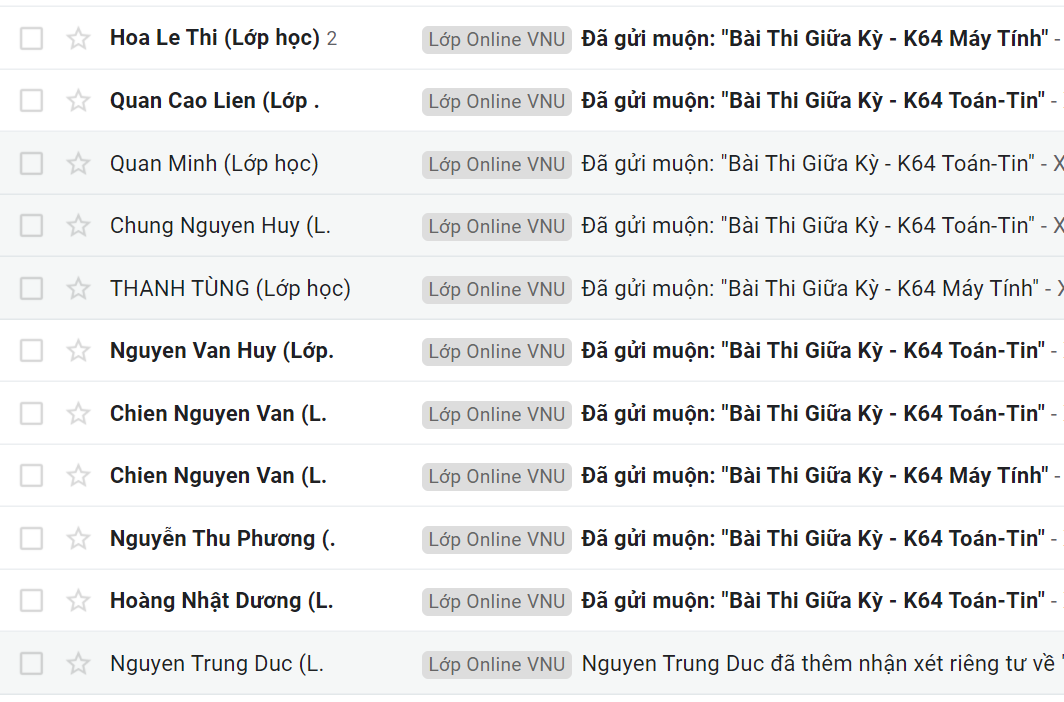 Hoa Le Thi (Lớp học) 2 Lớp Online VNU Đã gửi muộn: "Bài Thi Giữa Kỳ - K64 Máy Tính" -
Quan Cao Lien (Lớp . Lớp Online VNU Đã gửi muộn: "Bài Thi Giữa Kỳ - K64 Toán-Tin" -
Quan Minh (Lớp học) Lớp Online VNU Đã gửi muộn: "Bài Thi Giữa Kỳ - K64 Toán-Tin" - X
Chung Nguyen Huy (L. Lớp Online VNU Đã gửi muộn: "Bài Thi Giữa Kỳ - K64 Toán-Tin" - X
THANH TÙNG (Lớp học) Lớp Online VNU Đã gửi muộn: "Bài Thi Giữa Kỳ - K64 Máy Tính" - X
Nguyen Van Huy (Lớp. Lớp Online VNU Đã gửi muộn: "Bài Thi Giữa Kỳ - K64 Toán-Tin" -
Chien Nguyen Van (L. Lớp Online VNU Đã gửi muộn: "Bài Thi Giữa Kỳ - K64 Toán-Tin" -
Chien Nguyen Van (L. Lớp Online VNU Đã gửi muộn: "Bài Thi Giữa Kỳ - K64 Máy Tính" -
Nguyễn Thu Phương (. Lớp Online VNU Đã gửi muộn: "Bài Thi Giữa Kỳ - K64 Toán-Tin" -
Hoàng Nhật Dương (L. Lớp Online VNU Đã gửi muộn: "Bài Thi Giữa Kỳ - K64 Toán-Tin" -
Nguyen Trung Duc (L. Lớp Online VNU Nguyen Trung Duc đã thêm nhận xét riêng tư về "